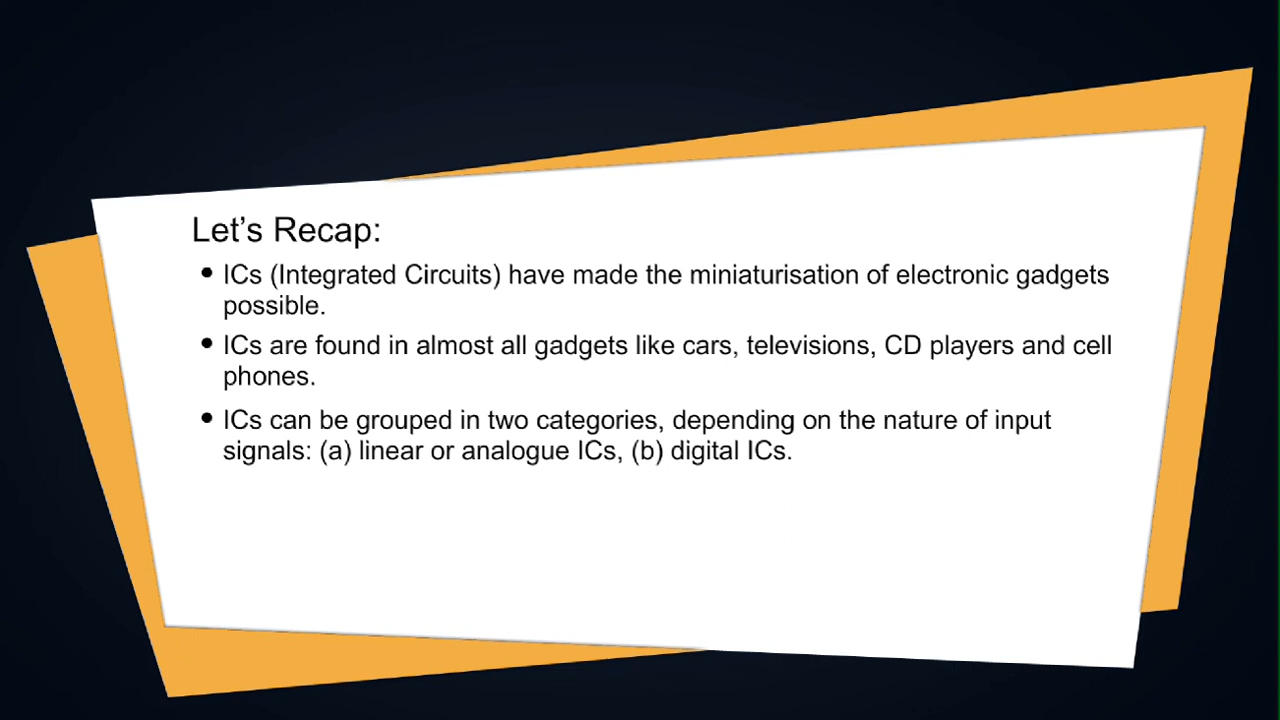 Let’s Recap:
• ICs (Integrated Circuits) have made the miniaturisation of electronic gadgets
possible.
• ICs are found in almost all gadgets like cars, televisions, CD players and cell
phones.
• ICs can be grouped in two categories, depending on the nature of input
signals: (a) linear or analogue ICs, (b) digital ICs.